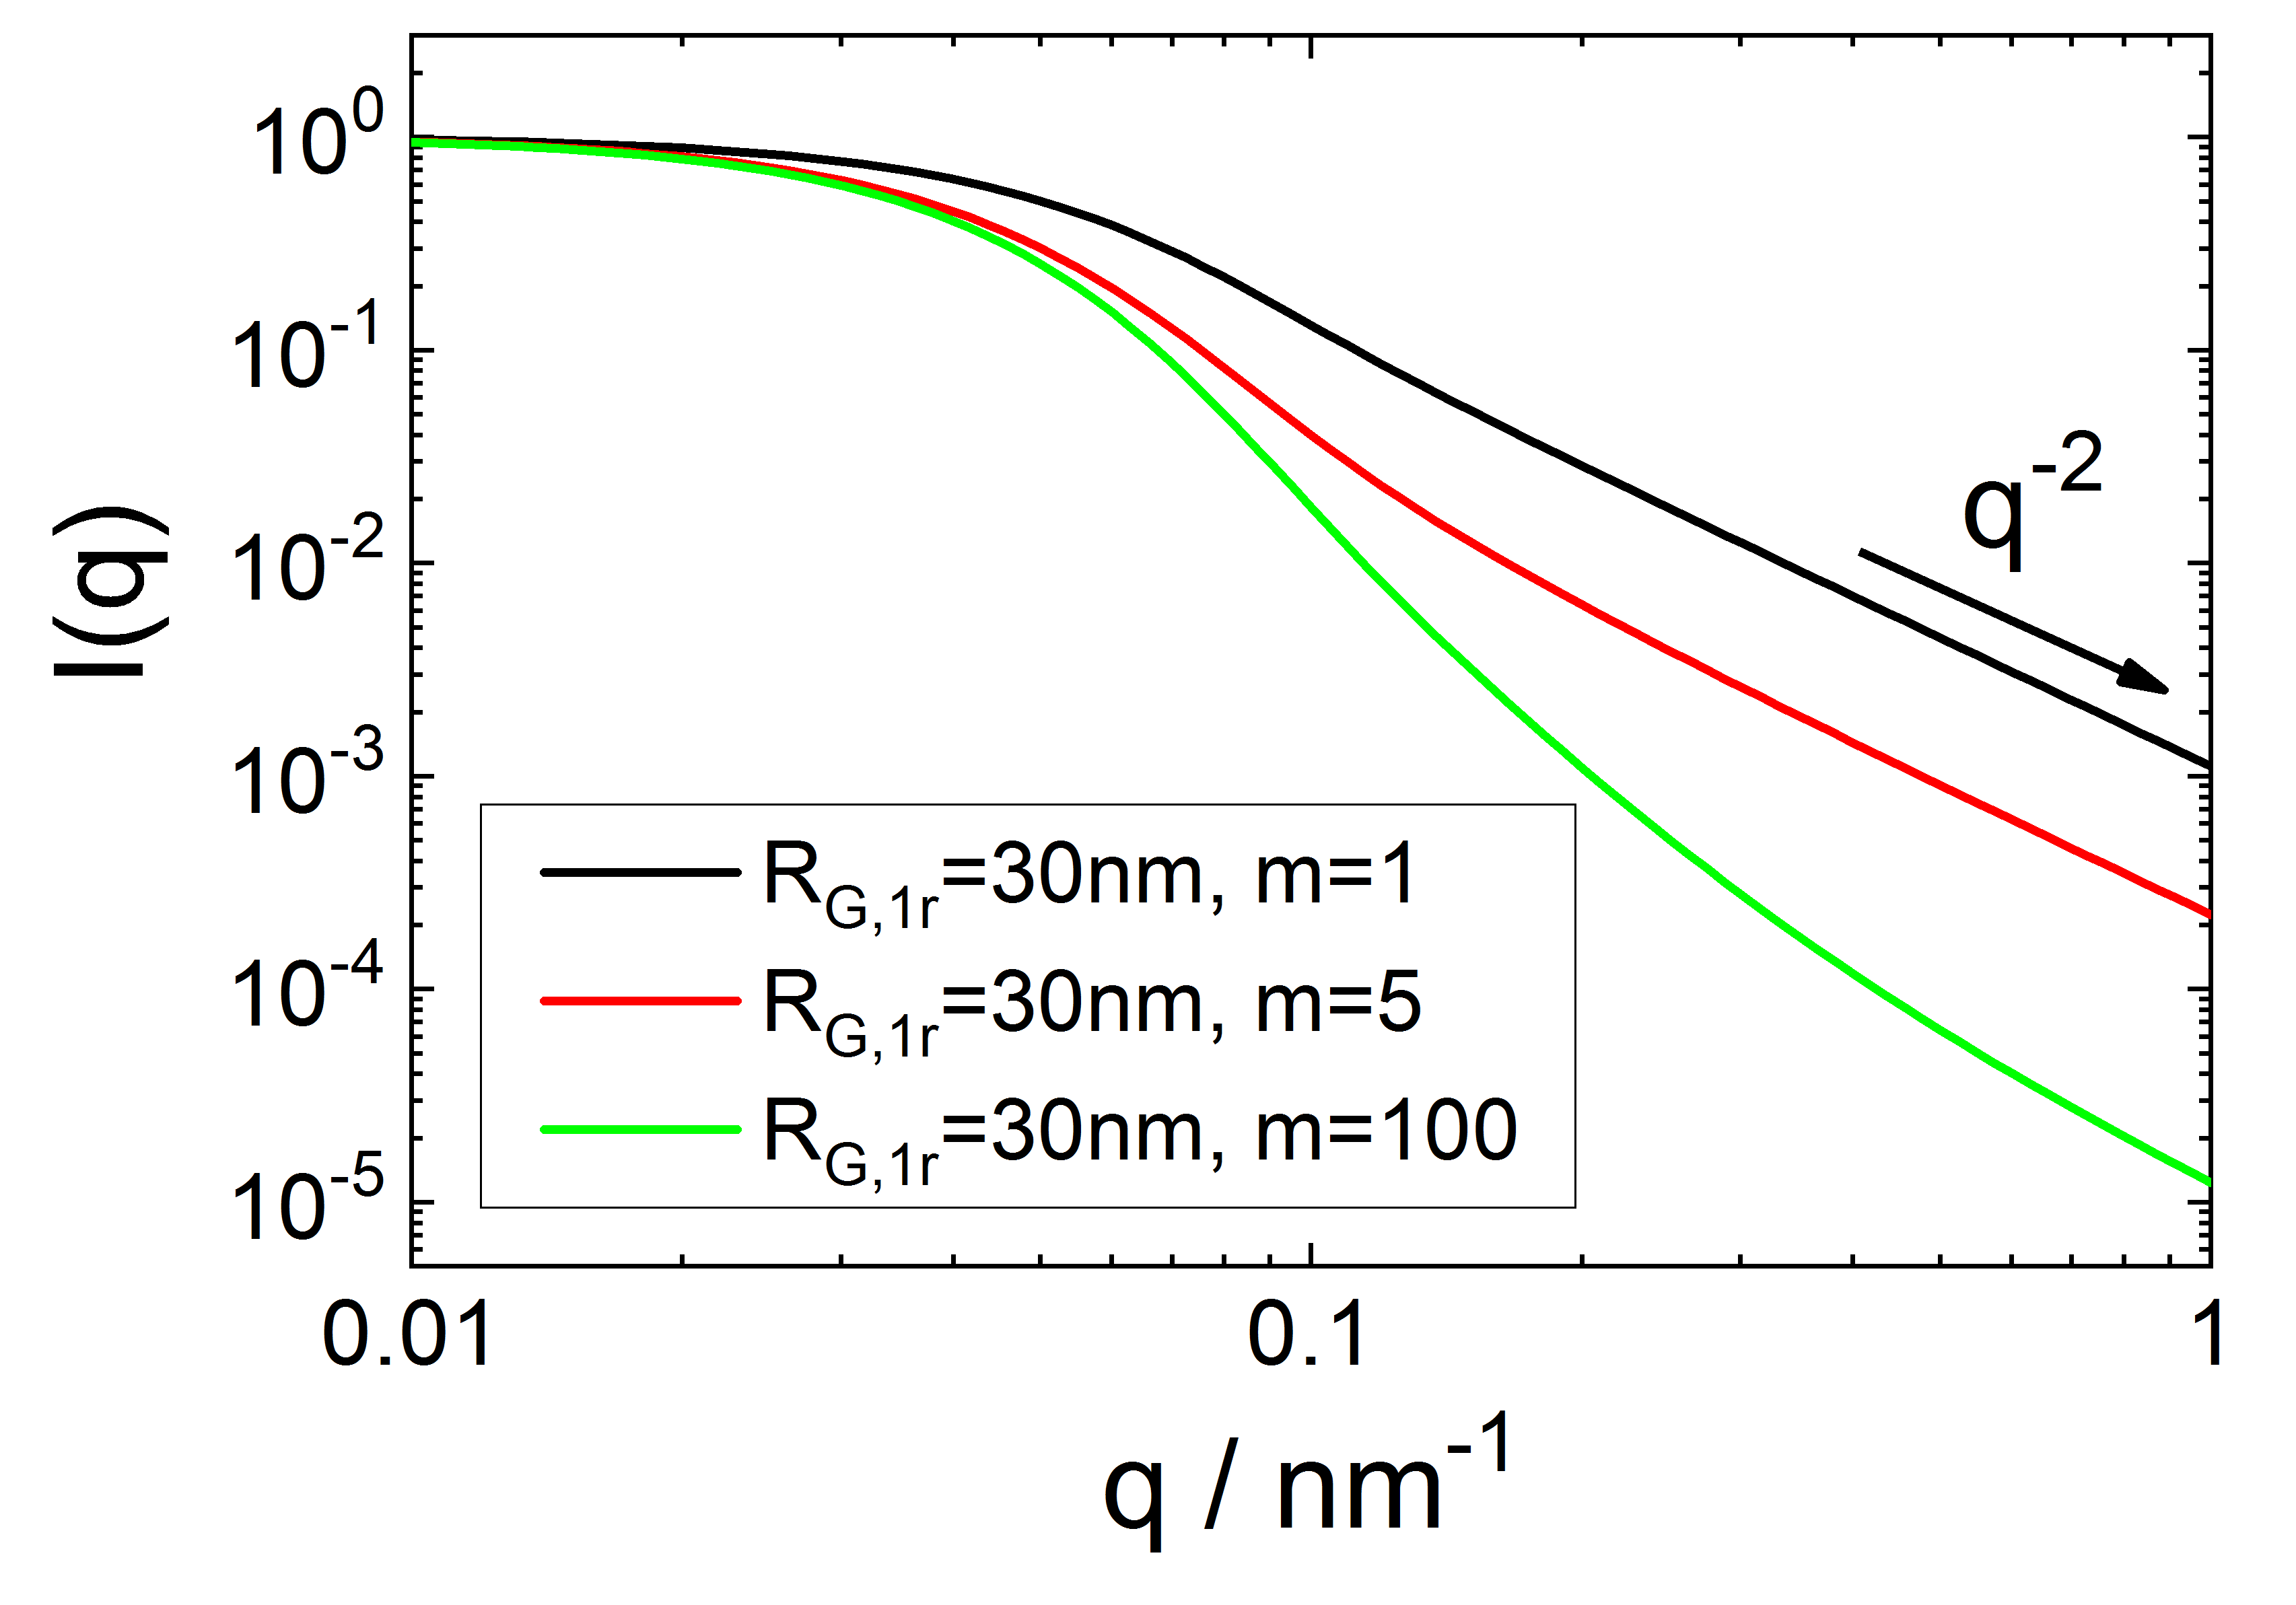 10^0
10^-1
10^-2
10^-3
10^-4
10^-5
I(q)
q^-2
R_G,1r=30nm, m=1
R_G,1r=30nm, m=5
R_G,1r=30nm, m=100
0.01 0.1 1
q / nm^-1